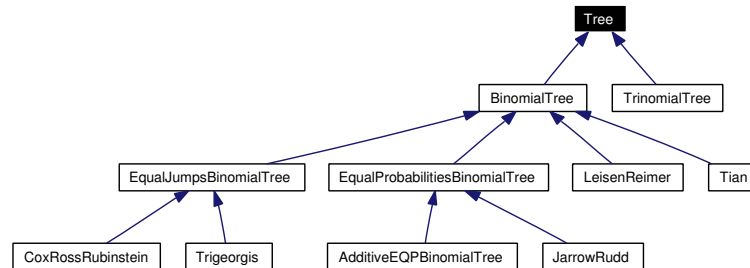 Tree
BinomialTree
TrinomialTree
EqualJumpsBinomialTree
EqualProbabilitiesBinomialTree
LeisenReimer
Tian
CoxRossRubinstein
Trigeorgis
AdditiveEQPBinomialTree
JarrowRudd